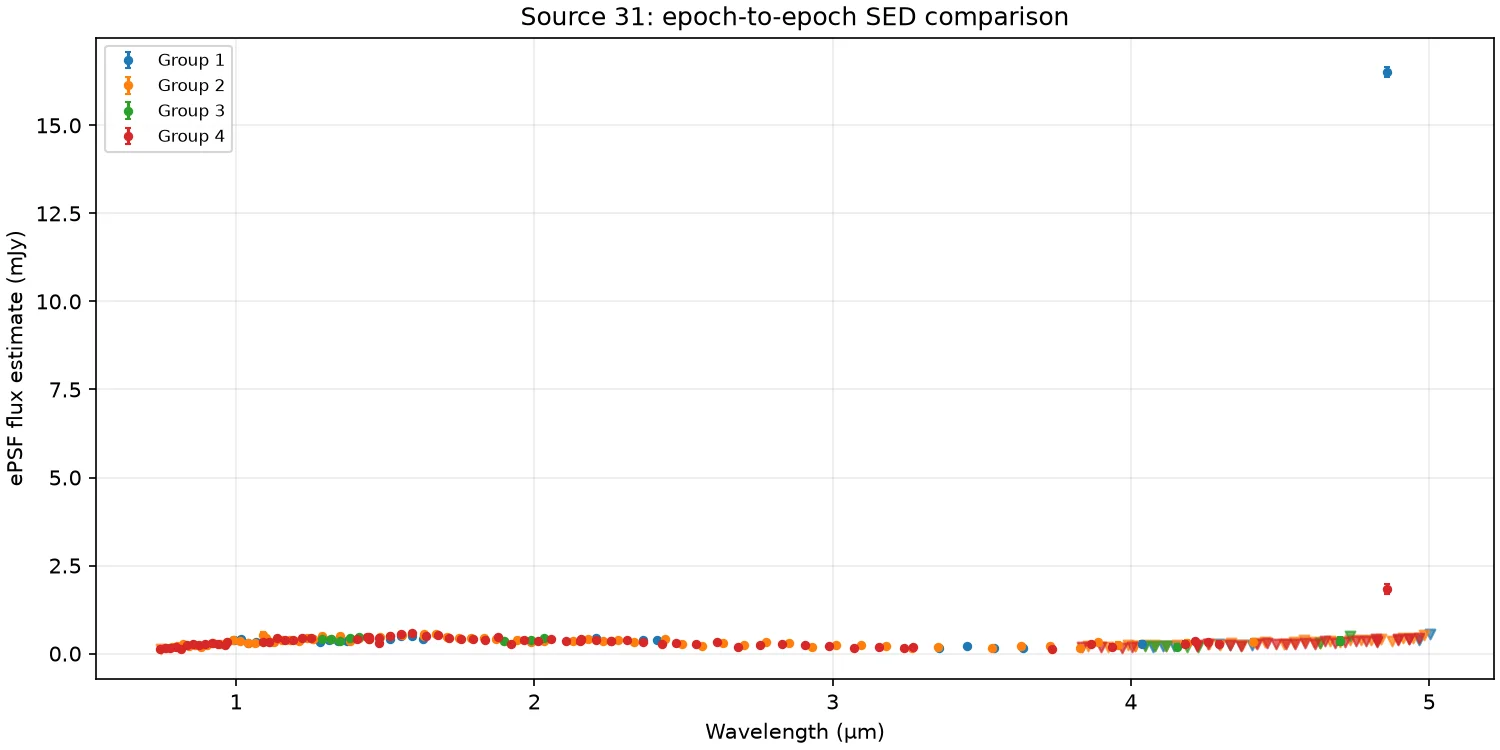 Source 31: epoch-to-epoch SED comparison
Group 1
Group 2
Group 3
Group 4
ePSF flux estimate (mJy)
15.0
12.5
10.0
7.5
5.0
2.5
0.0
1 2 3 4 5
Wavelength (μm)